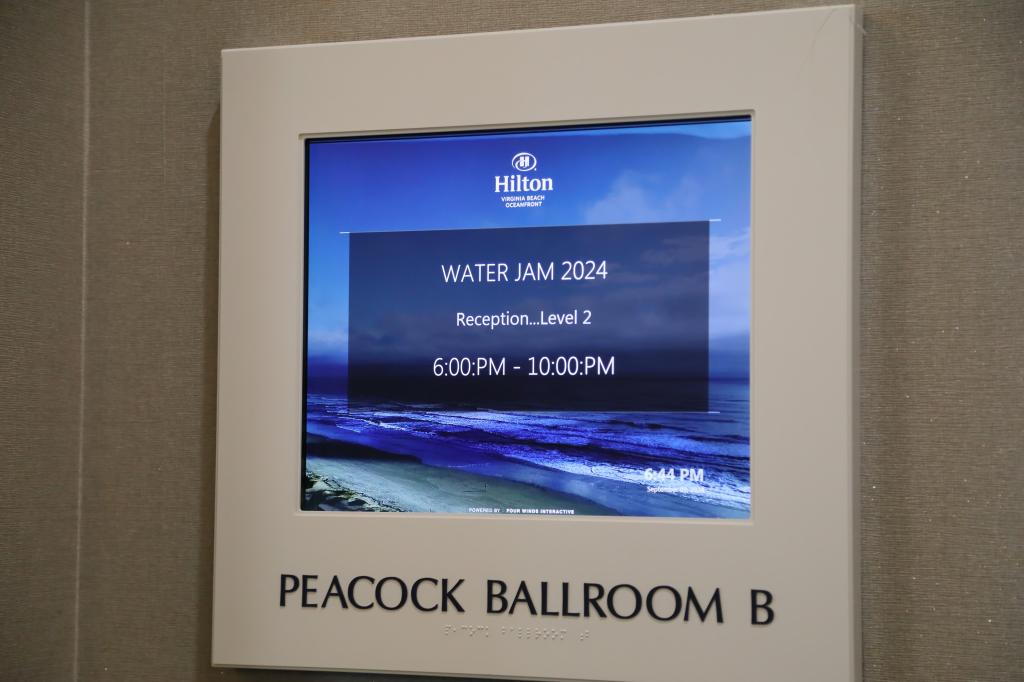 H
Hilton
VIRGINIA BEACH
OCEANFRONT
WATER JAM 2024
Reception...Level 2
6:00:PM - 10:00:PM
6:44 PM
September
POWERED BY FOUR WINDS INTERACTIVE
PEACOCK BALLROOM B